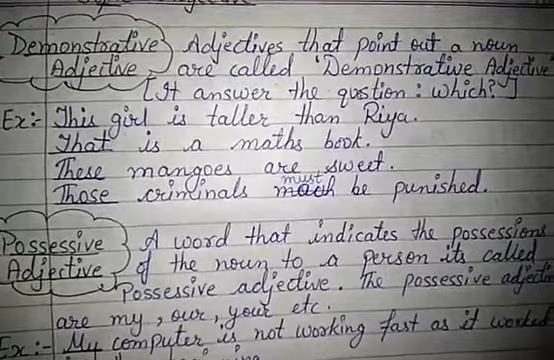 Demonstrative Adjectives that point out a noun
Adjective are called 'Demonstrative Adjective'
[It answer the qustion : which?]
Ex:- This girl is taller than Riya.
That is a maths book.
These mangoes are sweet.
must
Those criminals be punished.
Possessive A word that indicates the possessions
Adjective of the noun to a person its called
Possessive adjective. The possessive adjecti
are my, our, your etc.
Ex:- My computer is not working fast as it worked